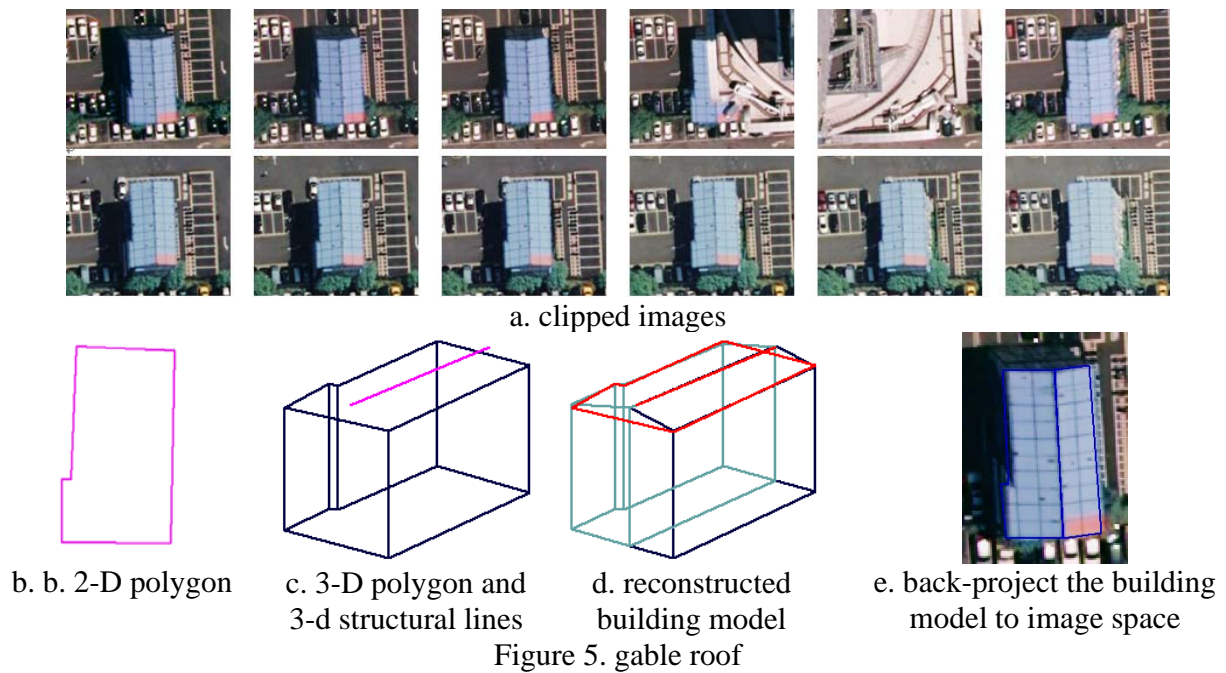 a. clipped images
b. b. 2-D polygon
c. 3-D polygon and
3-d structural lines
d. reconstructed
building model
e. back-project the building
model to image space
Figure 5. gable roof